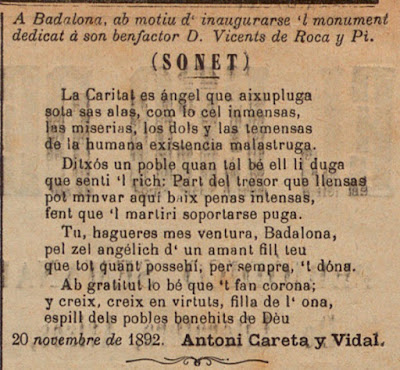 A Badalona, ab motiu d' inaugurarse 'l monument
dedicat à son benfactor D. Vicents de Roca y Pi.
(SONET)
La Caritat es ángel que aixupluga
sota sas alas, com lo cel inmensas,
las miserias, los dols y las temensas
de la humana existencia malastruga.
Ditxós un poble quan tal bé ell li duga
que senti 'l rich: Part del tresor que llensas
pot minvar aquí baix penas intensas,
fent que 'l martiri soportarse puga.
Tu, hagueres mes ventura, Badalona,
pel zel angélich d' un amant fill teu
que tot quant possehí, per sempre, 't dóna.
Ab gratitut lo bé que 't fan corona;
y creix, creix en virtuts, filla de l' ona,
espill dels pobles benehits de Dèu
20 novembre de 1892. Antoni Careta y Vidal.